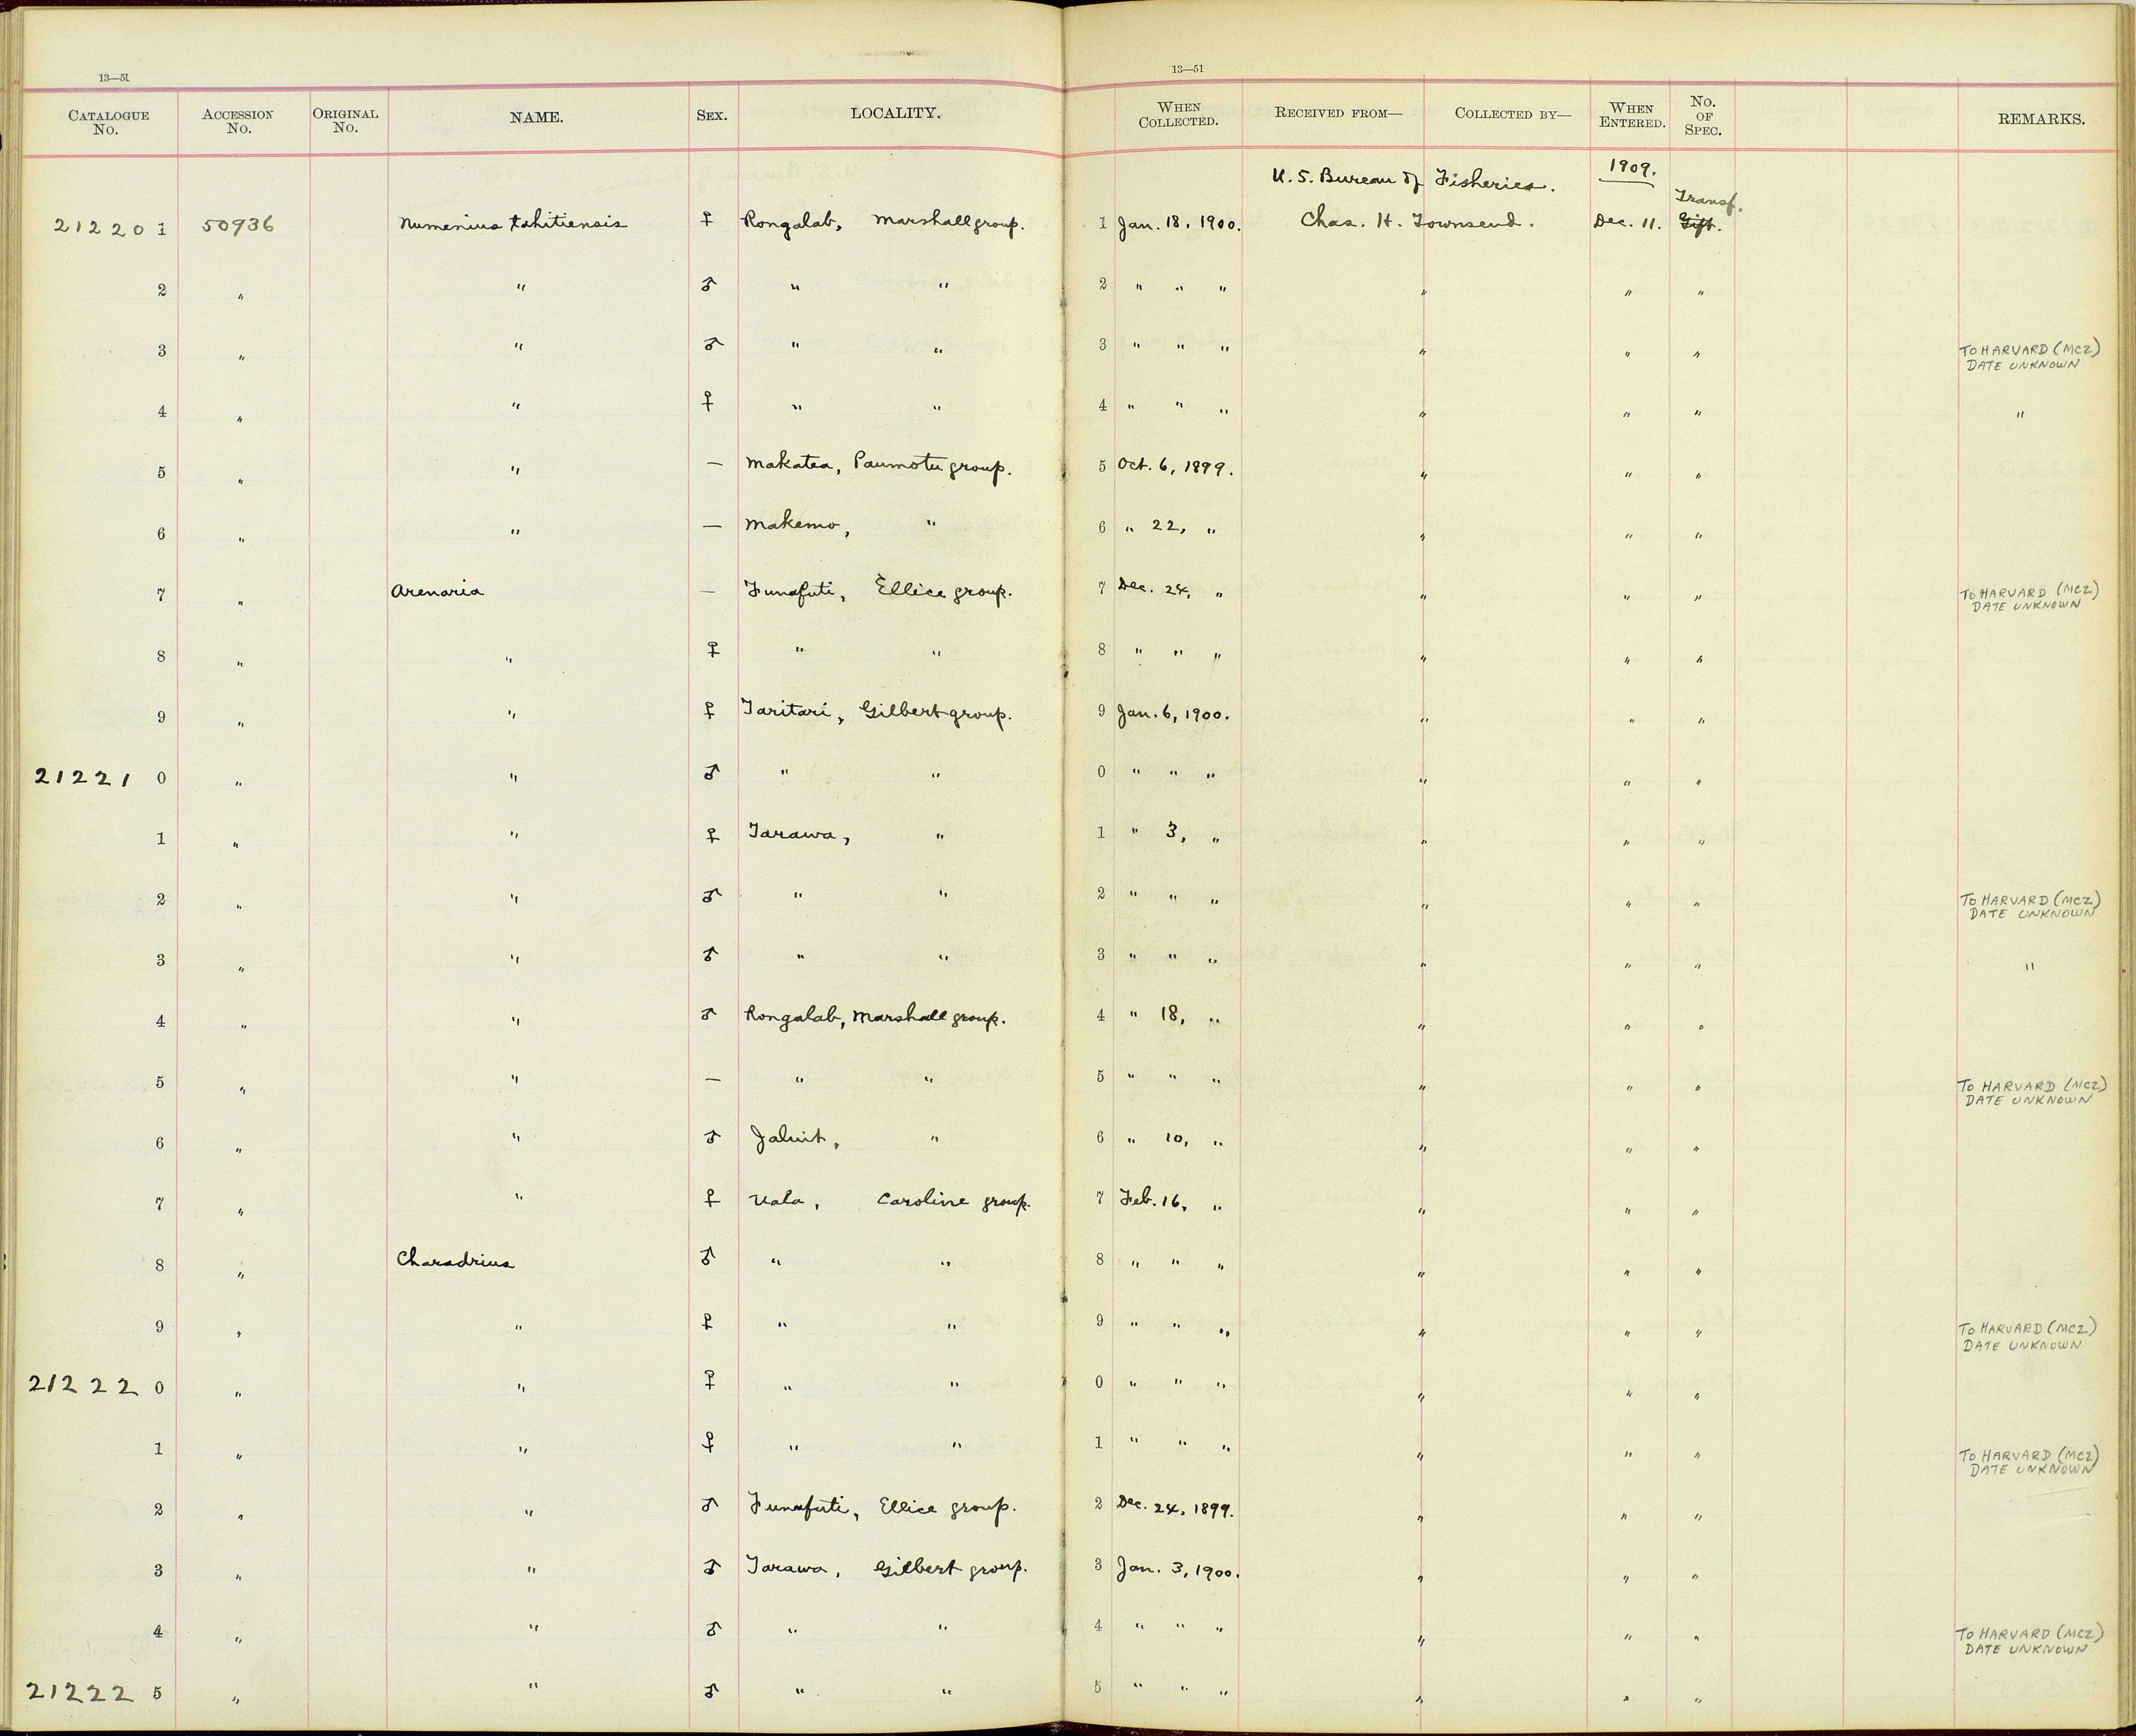 13—51
13—51
CATALOGUE No. ACCESSION No. ORIGINAL No. NAME. SEX. LOCALITY. WHEN COLLECTED. RECEIVED FROM— COLLECTED BY— WHEN ENTERED. No. OF SPEC. REMARKS.
U. S. Bureau of Fisheries. 1909.
Transf.
212201 50936 Numenius tahitiensis ♀ Rongalab, Marshall group. 1 Jan. 18, 1900. Chas. H. Townsend. Dec. 11. Gift.
2 " " ♂ " " 2 " " " " " "
3 " " ♂ " " 3 " " " " " " TO HARVARD (MCZ)
DATE UNKNOWN
4 " " ♀ " " 4 " " " " " " "
5 " " — Makatea, Paumotu group. 5 Oct. 6, 1899. " " "
6 " " — Makemo, " 6 " 22, " " " "
7 " Arenaria — Funafuti, Ellice group. 7 Dec. 24, " " " " TO HARVARD (MCZ)
DATE UNKNOWN
8 " " ♀ " " 8 " " " " " "
9 " " ♀ Taritari, Gilbert group. 9 Jan. 6, 1900. " " "
21221 0 " " ♂ " " 0 " " " " " "
1 " " ♀ Tarawa, " 1 " 3, " " " "
2 " " ♂ " " 2 " " " " " " TO HARVARD (MCZ)
DATE UNKNOWN
3 " " ♂ " " 3 " " " " " " "
4 " " ♂ Rongalab, Marshall group. 4 " 18, " " " "
5 " " — " " 5 " " " " " " TO HARVARD (MCZ)
DATE UNKNOWN
6 " " ♂ Jaluit, " 6 " 10, " " " "
7 " " ♀ Uala, Caroline group. 7 Feb. 16, " " " "
8 " Charadrius ♂ " " 8 " " " " " "
9 " " ♀ " " 9 " " " " " " TO HARVARD (MCZ)
DATE UNKNOWN
21222 0 " " ♀ " " 0 " " " " " "
1 " " ♀ " " 1 " " " " " " TO HARVARD (MCZ)
DATE UNKNOWN
2 " " ♂ Funafuti, Ellice group. 2 Dec. 24, 1899. " " "
3 " " ♂ Tarawa, Gilbert group. 3 Jan. 3, 1900. " " "
4 " " ♂ " " 4 " " " " " " TO HARVARD (MCZ)
DATE UNKNOWN
21222 5 " " ♂ " " 5 " " " " " "